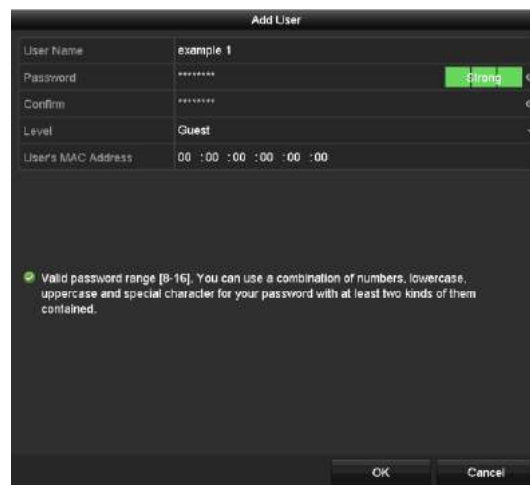 Add User
User Name example 1
Password ******** Strong
Confirm ********
Level Guest
User's MAC Address 00 :00 :00 :00 :00 :00
Valid password range [8-16]. You can use a combination of numbers, lowercase,
uppercase and special character for your password with at least two kinds of them
contained.
OK Cancel